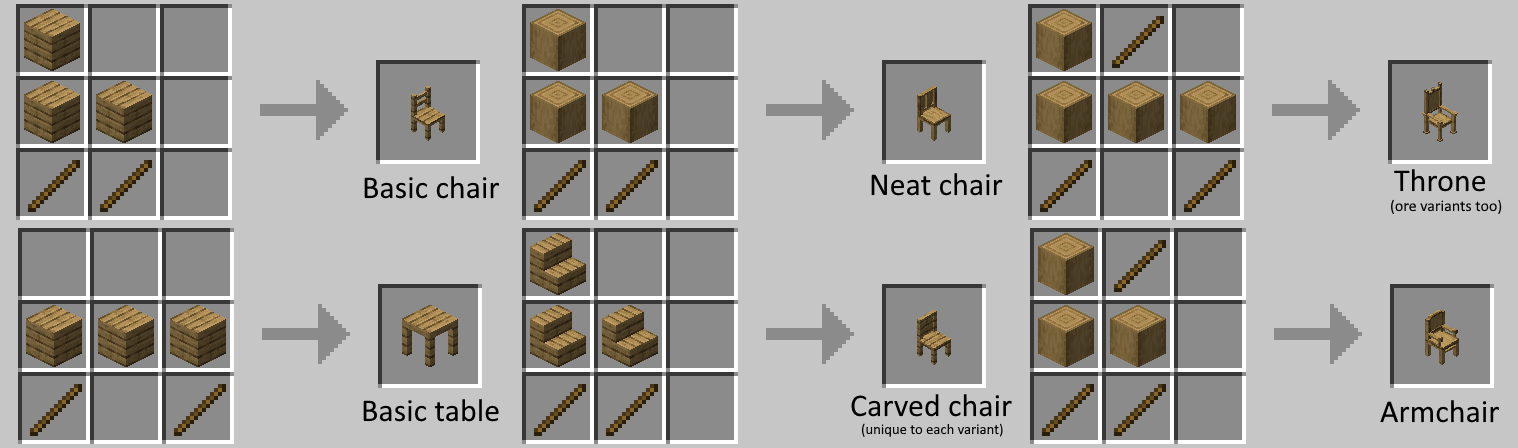 Basic chair
Neat chair
Throne
(ore variants too)
Basic table
Carved chair
(unique to each variant)
Armchair